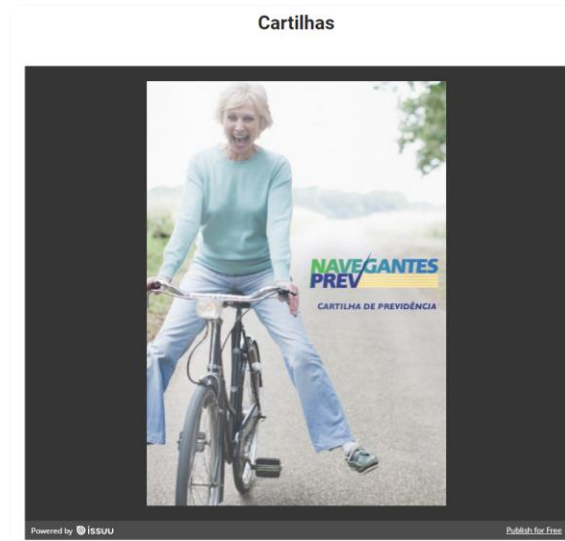 Cartilhas
NAVEGANTES
PREV
CARTILHA DE PREVIDÊNCIA
Powered by issuu
Publish for Free